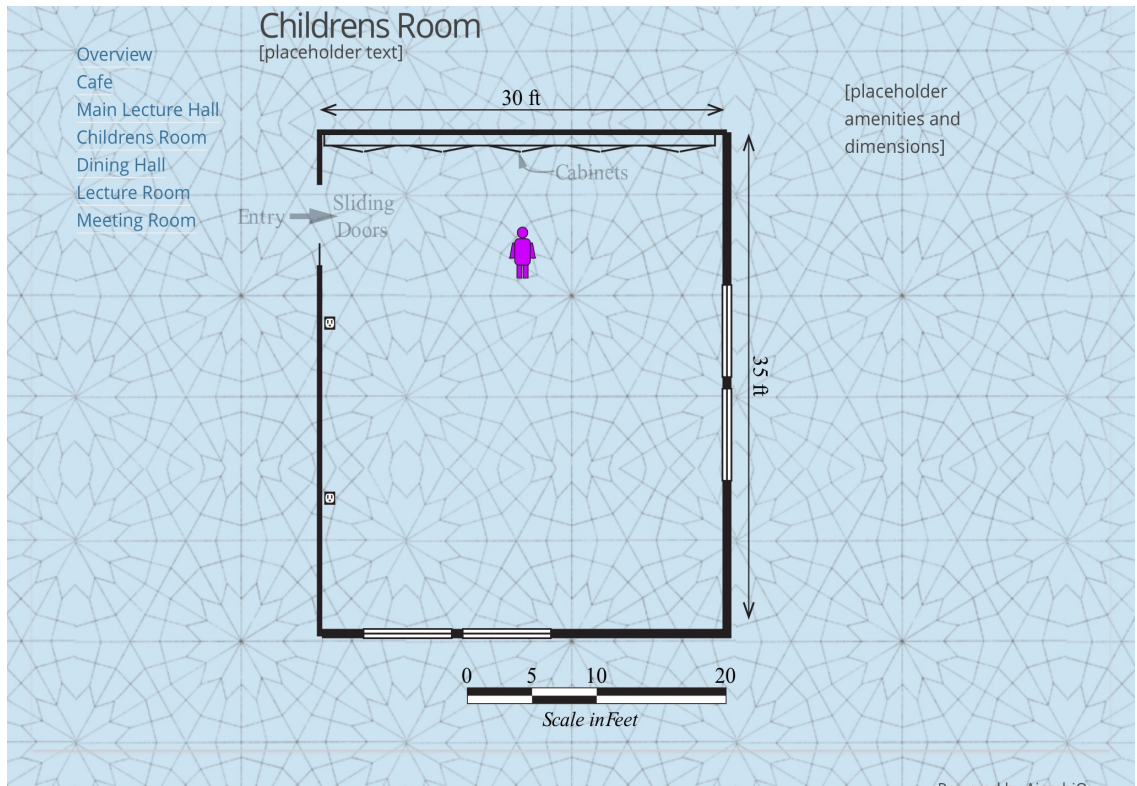 Childrens Room
[placeholder text]
Overview
Cafe
Main Lecture Hall
Childrens Room
Dining Hall
Lecture Room
Meeting Room
[placeholder
amenities and
dimensions]
30 ft
Cabinets
Entry
Sliding
Doors
35 ft
0 5 10 20
Scale inFeet